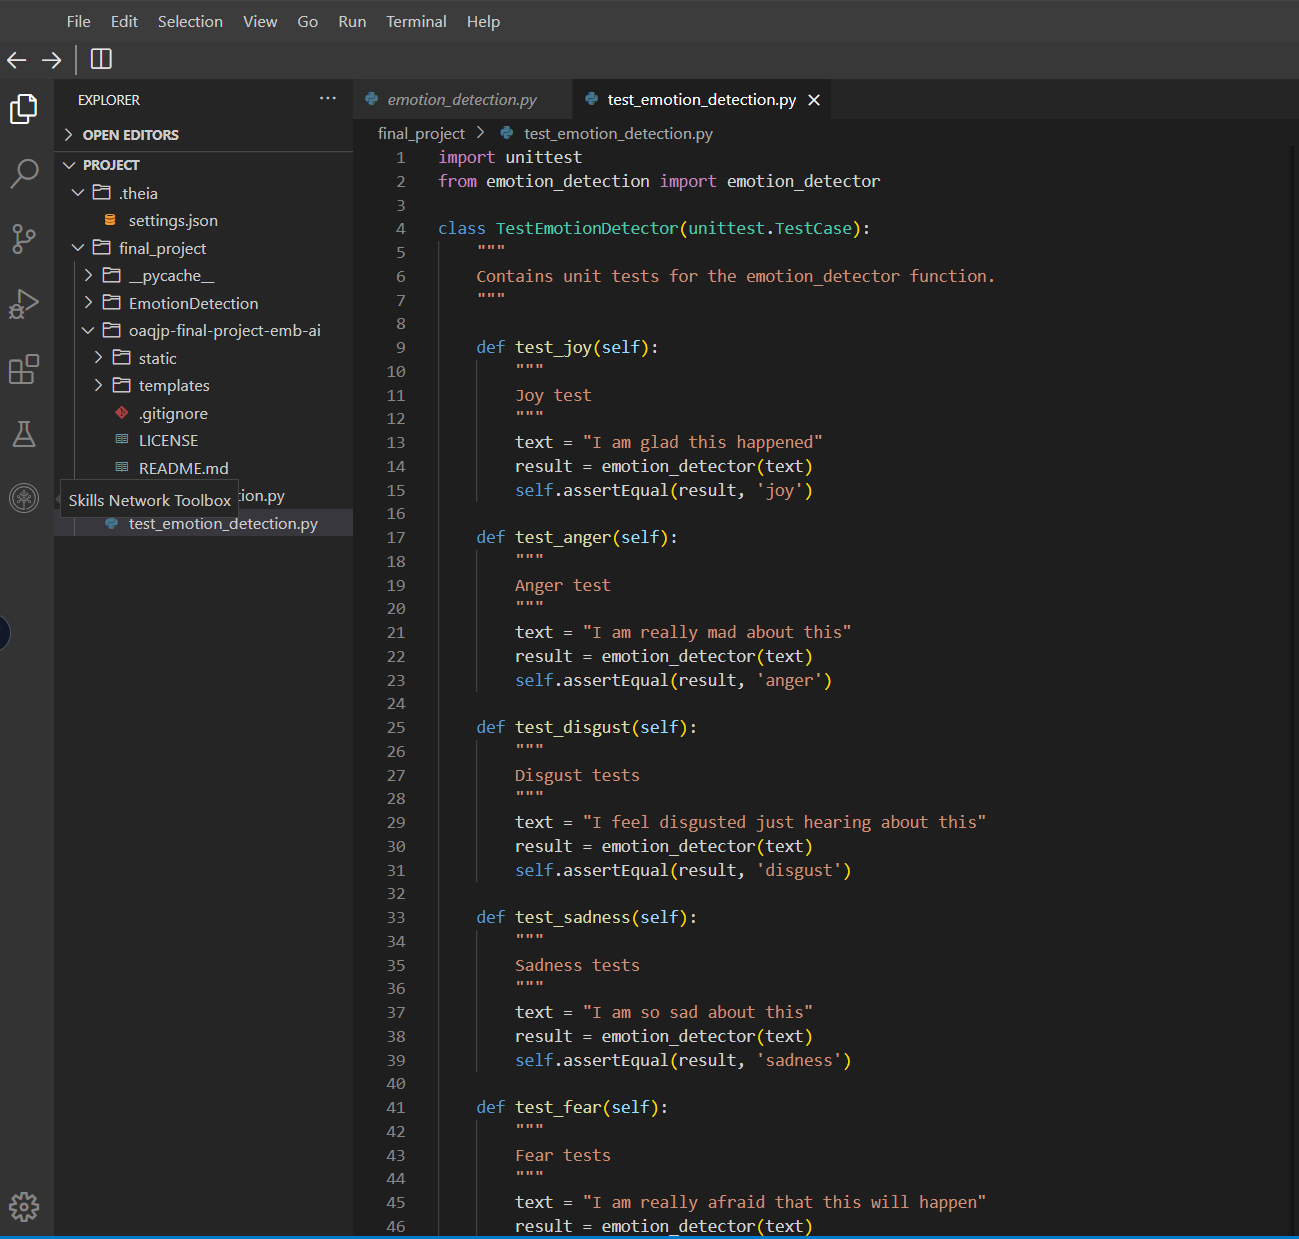 File Edit Selection View Go Run Terminal Help
EXPLORER ...
OPEN EDITORS
PROJECT
.theia
settings.json
final_project
__pycache__
EmotionDetection
oaqjp-final-project-emb-ai
static
templates
.gitignore
LICENSE
README.md
Skills Network Toolbox
ion.py
test_emotion_detection.py
emotion_detection.py test_emotion_detection.py
final_project > test_emotion_detection.py
1 import unittest
2 from emotion_detection import emotion_detector
3
4 class TestEmotionDetector(unittest.TestCase):
5     """
6     Contains unit tests for the emotion_detector function.
7     """
8
9     def test_joy(self):
10         """
11         Joy test
12         """
13         text = "I am glad this happened"
14         result = emotion_detector(text)
15         self.assertEqual(result, 'joy')
16
17     def test_anger(self):
18         """
19         Anger test
20         """
21         text = "I am really mad about this"
22         result = emotion_detector(text)
23         self.assertEqual(result, 'anger')
24
25     def test_disgust(self):
26         """
27         Disgust tests
28         """
29         text = "I feel disgusted just hearing about this"
30         result = emotion_detector(text)
31         self.assertEqual(result, 'disgust')
32
33     def test_sadness(self):
34         """
35         Sadness tests
36         """
37         text = "I am so sad about this"
38         result = emotion_detector(text)
39         self.assertEqual(result, 'sadness')
40
41     def test_fear(self):
42         """
43         Fear tests
44         """
45         text = "I am really afraid that this will happen"
46         result = emotion_detector(text)